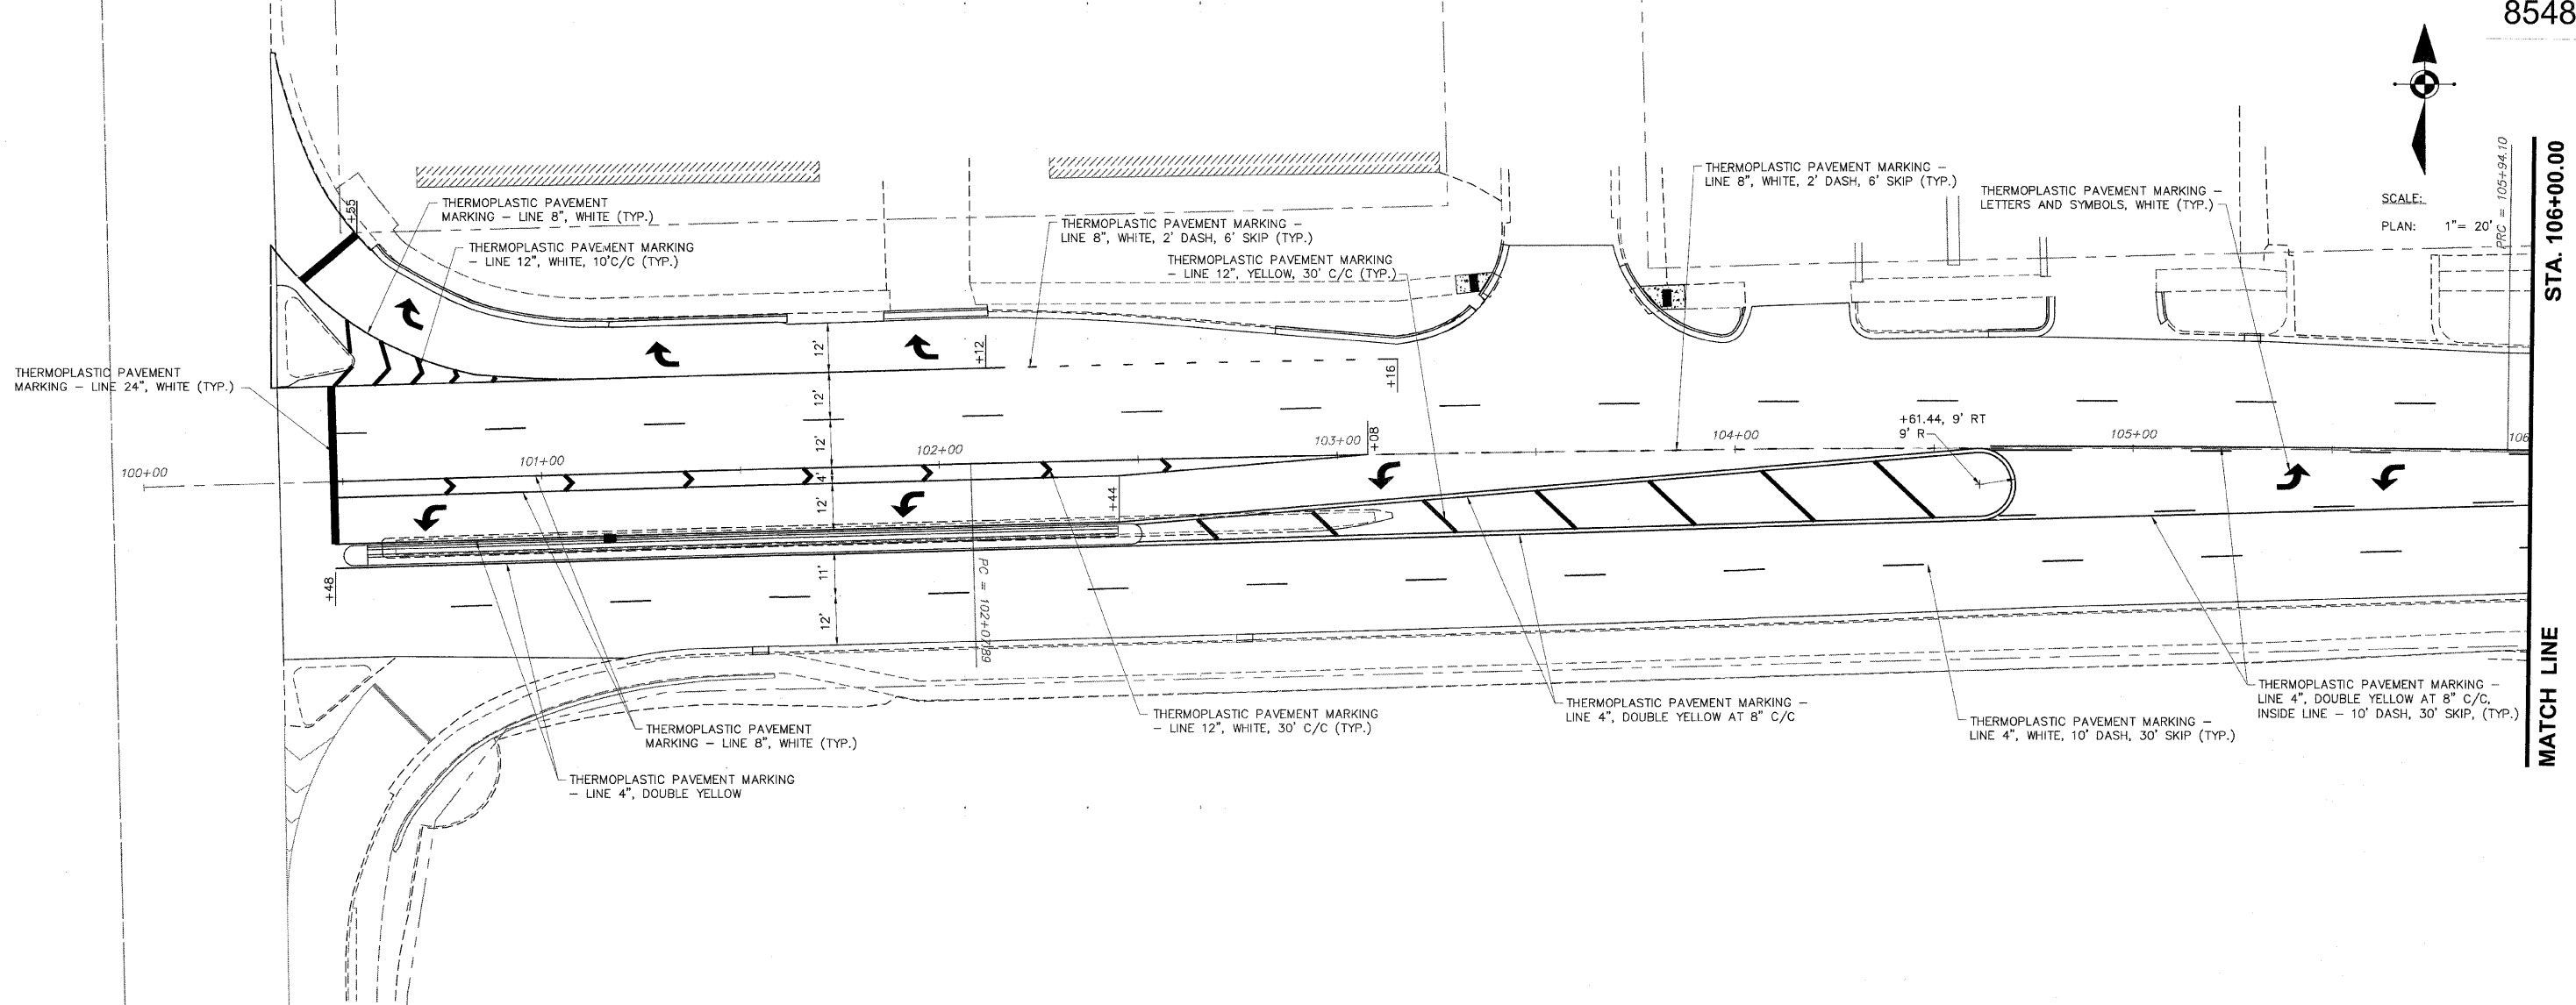 8548
STA. 106+00.00
MATCH LINE
SCALE:
PLAN: 1"= 20'
PRC = 105+94.10
THERMOPLASTIC PAVEMENT MARKING –
LINE 8", WHITE, 2' DASH, 6' SKIP (TYP.)
THERMOPLASTIC PAVEMENT MARKING –
LETTERS AND SYMBOLS, WHITE (TYP.)
+55
THERMOPLASTIC PAVEMENT
MARKING – LINE 8", WHITE (TYP.)
THERMOPLASTIC PAVEMENT MARKING
– LINE 12", WHITE, 10'C/C (TYP.)
THERMOPLASTIC PAVEMENT MARKING –
LINE 8", WHITE, 2' DASH, 6' SKIP (TYP.)
THERMOPLASTIC PAVEMENT MARKING
– LINE 12", YELLOW, 30' C/C (TYP.)
THERMOPLASTIC PAVEMENT
MARKING – LINE 24", WHITE (TYP.)
12'
+12
+16
12'
12'
4'
12'
11'
12'
+08
+44
+48
+61.44, 9' RT
9' R
100+00
101+00
102+00
103+00
104+00
105+00
106
PC = 102+07.89
THERMOPLASTIC PAVEMENT
MARKING – LINE 8", WHITE (TYP.)
THERMOPLASTIC PAVEMENT MARKING
– LINE 4", DOUBLE YELLOW
THERMOPLASTIC PAVEMENT MARKING
– LINE 12", WHITE, 30' C/C (TYP.)
THERMOPLASTIC PAVEMENT MARKING –
LINE 4", DOUBLE YELLOW AT 8" C/C
THERMOPLASTIC PAVEMENT MARKING –
LINE 4", WHITE, 10' DASH, 30' SKIP (TYP.)
THERMOPLASTIC PAVEMENT MARKING –
LINE 4", DOUBLE YELLOW AT 8" C/C,
INSIDE LINE – 10' DASH, 30' SKIP, (TYP.)